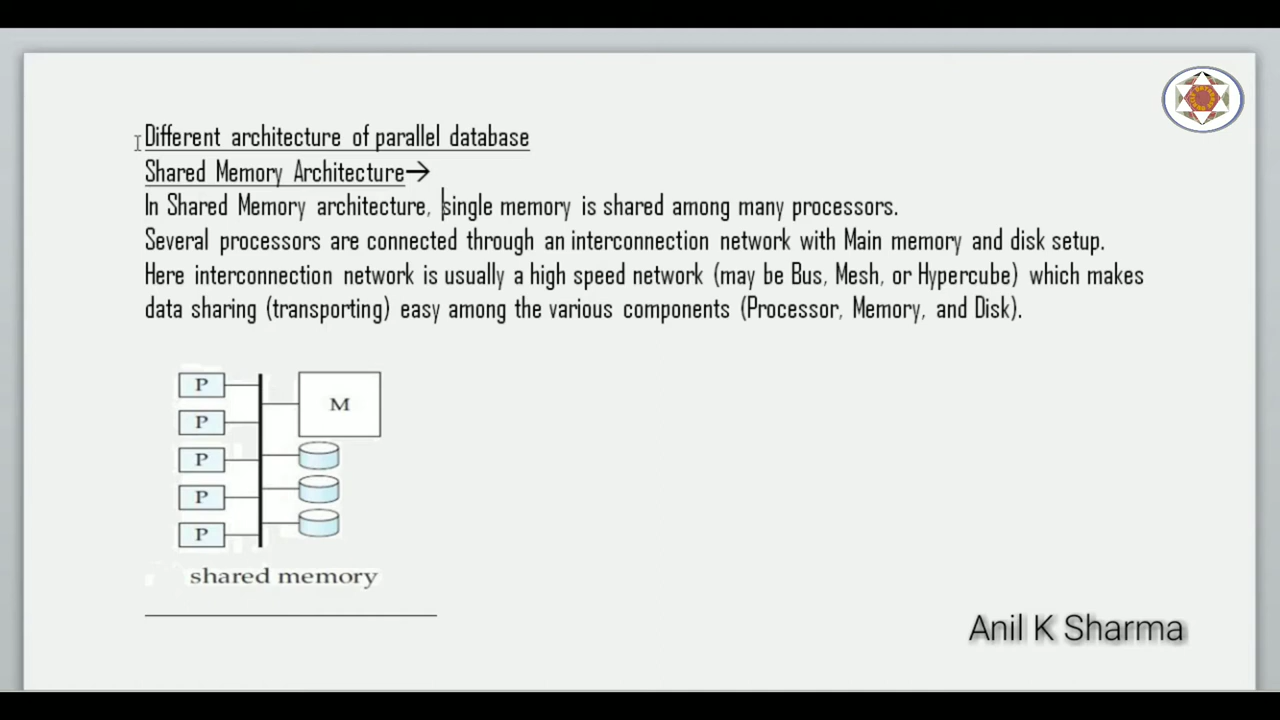 Different architecture of parallel database
Shared Memory Architecture→
In Shared Memory architecture, single memory is shared among many processors.
Several processors are connected through an interconnection network with Main memory and disk setup.
Here interconnection network is usually a high speed network (may be Bus, Mesh, or Hypercube) which makes
data sharing (transporting) easy among the various components (Processor, Memory, and Disk).
P
M
P
P
P
P
shared memory
Anil K Sharma